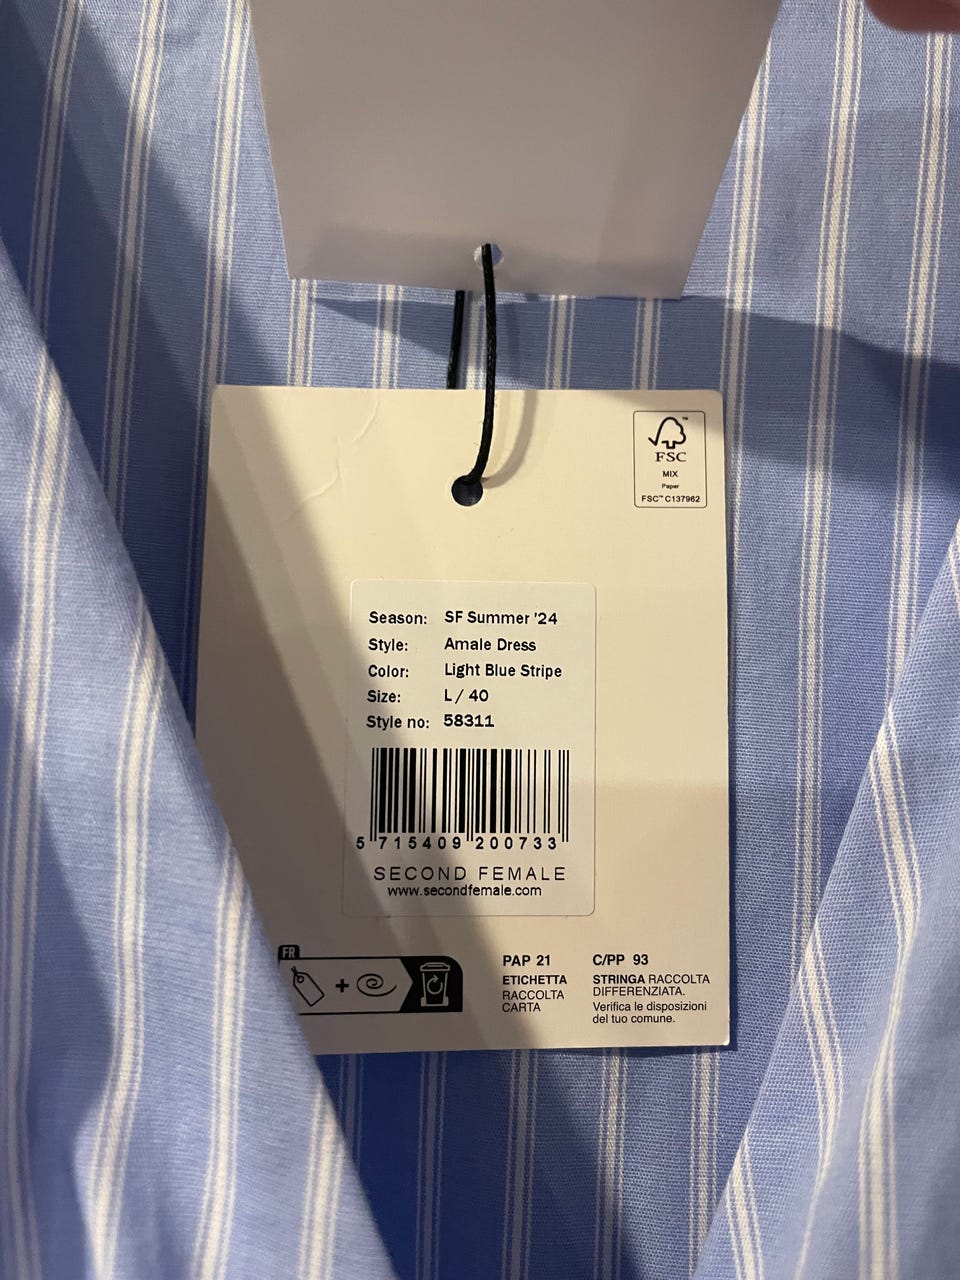 FSC™
MIX
Paper
FSC™ C137962
Season: SF Summer '24
Style: Amale Dress
Color: Light Blue Stripe
Size: L / 40
Style no: 58311
5 715409 200733
SECOND FEMALE
www.secondfemale.com
FR
+
PAP 21
ETICHETTA
RACCOLTA
CARTA
C/PP 93
STRINGA RACCOLTA
DIFFERENZIATA.
Verifica le disposizioni
del tuo comune.